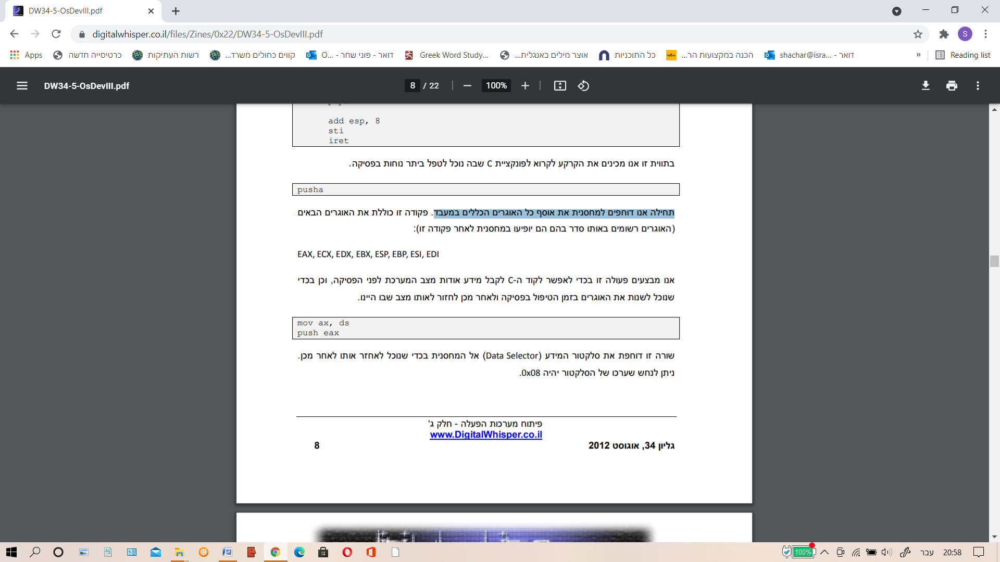 DW34-5-OsDevIII.pdf
digitalwhisper.co.il/files/Zines/0x22/DW34-5-OsDevIII.pdf
S
Apps
כרטיסייה חדשה
רשות העתיקות
קווים כחולים משרד...
דואר - פוני שחר - O...
Greek Word Study...
אוצר מילים באנגלית...
כל התוכניות
הכנה במקצועות הר...
דואר - shachar@isra...
»
Reading list
DW34-5-OsDevIII.pdf
8 / 22
100%
add esp, 8
sti
iret
בתווית זו אנו מכינים את הקרקע לקרוא לפונקציית C שבה נוכל לטפל ביתר נוחות בפסיקה.
pusha
תחילה אנו דוחפים למחסנית את אוסף כל האוגרים הכללים במעבד. פקודה זו כוללת את האוגרים הבאים
(האוגרים רשומים באותו סדר בהם הם יופיעו במחסנית לאחר פקודה זו):
EAX, ECX, EDX, EBX, ESP, EBP, ESI, EDI
אנו מבצעים פעולה זו בכדי לאפשר לקוד ה-C לקבל מידע אודות מצב המערכת לפני הפסיקה, וכן בכדי
שנוכל לשנות את האוגרים בזמן הטיפול בפסיקה ולאחר מכן לחזור לאותו מצב שבו היינו.
mov ax, ds
push eax
שורה זו דוחפת את סלקטור המידע (Data Selector) אל המחסנית בכדי שנוכל לאחזר אותו לאחר מכן.
ניתן לנחש שערכו של הסלקטור יהיה 0x08.
פיתוח מערכות הפעלה - חלק ג'
www.DigitalWhisper.co.il
גליון 34, אוגוסט 2012
8
100%
עבר
20:58